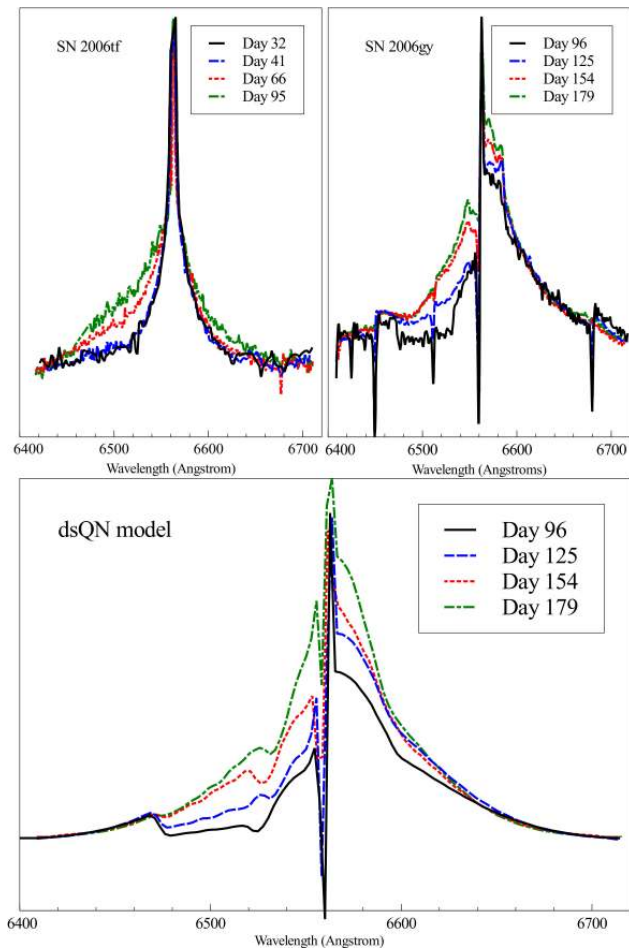 SN 2006tf
Day 32
Day 41
Day 66
Day 95
6400 6500 6600 6700
Wavelength (Angstrom)
SN 2006gy
Day 96
Day 125
Day 154
Day 179
6400 6500 6600 6700
Wavelength (Angstroms)
dsQN model
Day 96
Day 125
Day 154
Day 179
6400 6500 6600 6700
Wavelength (Angstrom)